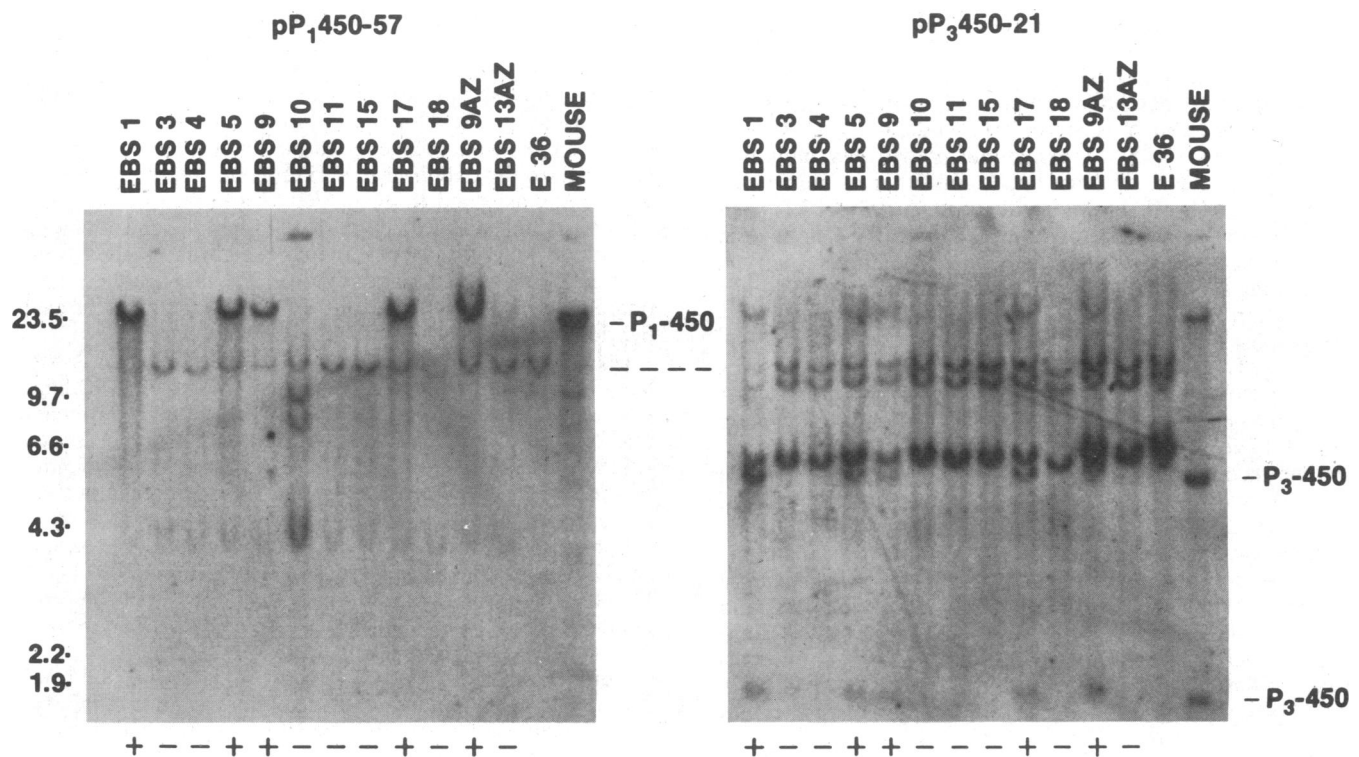 pP₁450-57
EBS 1
EBS 3
EBS 4
EBS 5
EBS 9
EBS 10
EBS 11
EBS 15
EBS 17
EBS 18
EBS 9AZ
EBS 13AZ
E 36
MOUSE
23.5-
9.7-
6.6-
4.3-
2.2-
1.9-
-P₁-450
----
+ - - + + - - - + - + -
pP₃450-21
EBS 1
EBS 3
EBS 4
EBS 5
EBS 9
EBS 10
EBS 11
EBS 15
EBS 17
EBS 18
EBS 9AZ
EBS 13AZ
E 36
MOUSE
-P₃-450
-P₃-450
+ - - + + - - - + - + -